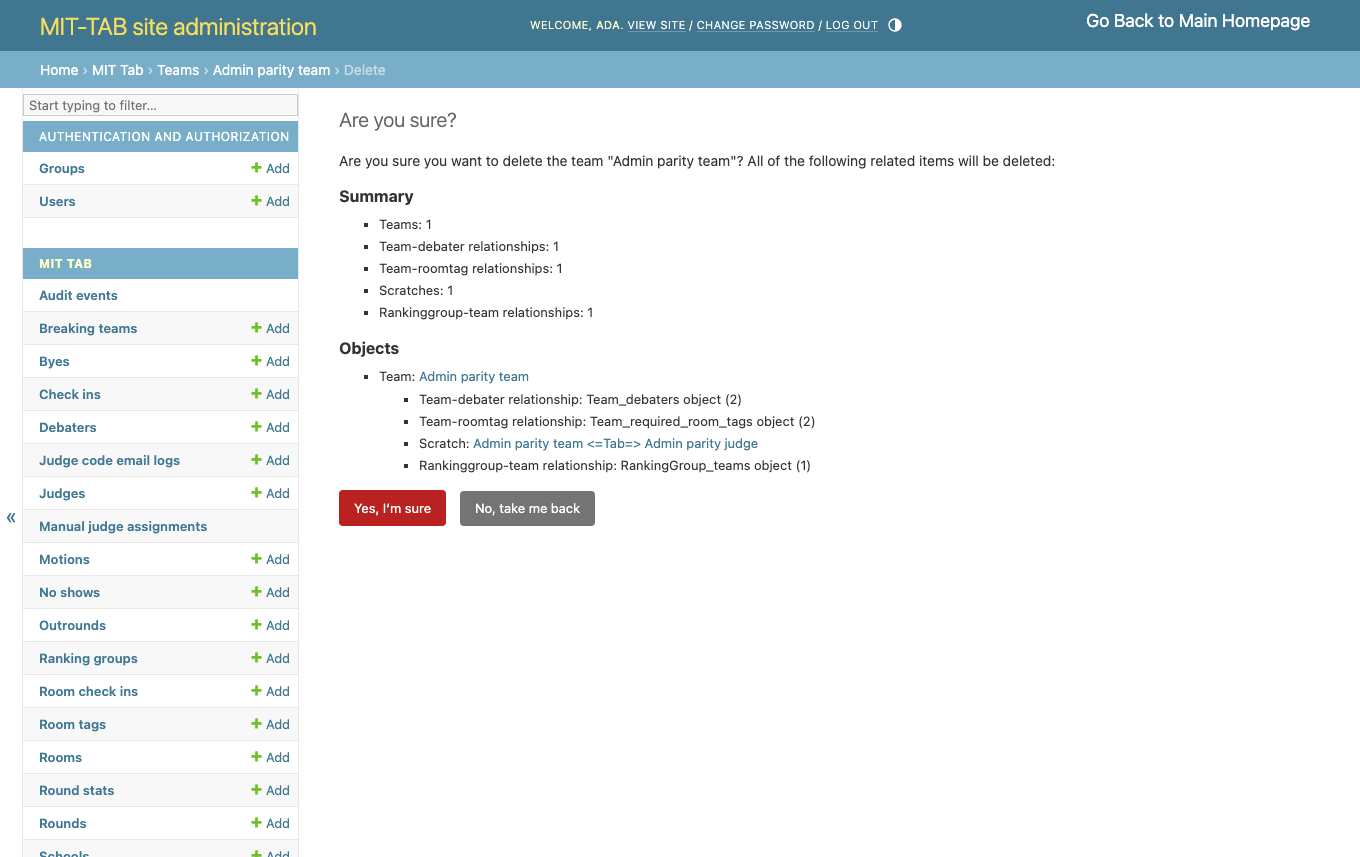 MIT-TAB site administration
WELCOME, ADA. VIEW SITE / CHANGE PASSWORD / LOG OUT
Go Back to Main Homepage
Home › MIT Tab › Teams › Admin parity team › Delete
Start typing to filter...
AUTHENTICATION AND AUTHORIZATION
Groups + Add
Users + Add
MIT TAB
Audit events
Breaking teams + Add
Byes + Add
Check ins + Add
Debaters + Add
Judge code email logs + Add
Judges + Add
Manual judge assignments
Motions + Add
No shows + Add
Outrounds + Add
Ranking groups + Add
Room check ins + Add
Room tags + Add
Rooms + Add
Round stats + Add
Rounds + Add
Schools + Add
«
Are you sure?
Are you sure you want to delete the team "Admin parity team"? All of the following related items will be deleted:
Summary
Teams: 1
Team-debater relationships: 1
Team-roomtag relationships: 1
Scratches: 1
Rankinggroup-team relationships: 1
Objects
Team: Admin parity team
Team-debater relationship: Team_debaters object (2)
Team-roomtag relationship: Team_required_room_tags object (2)
Scratch: Admin parity team <=Tab=> Admin parity judge
Rankinggroup-team relationship: RankingGroup_teams object (1)
Yes, I'm sure
No, take me back